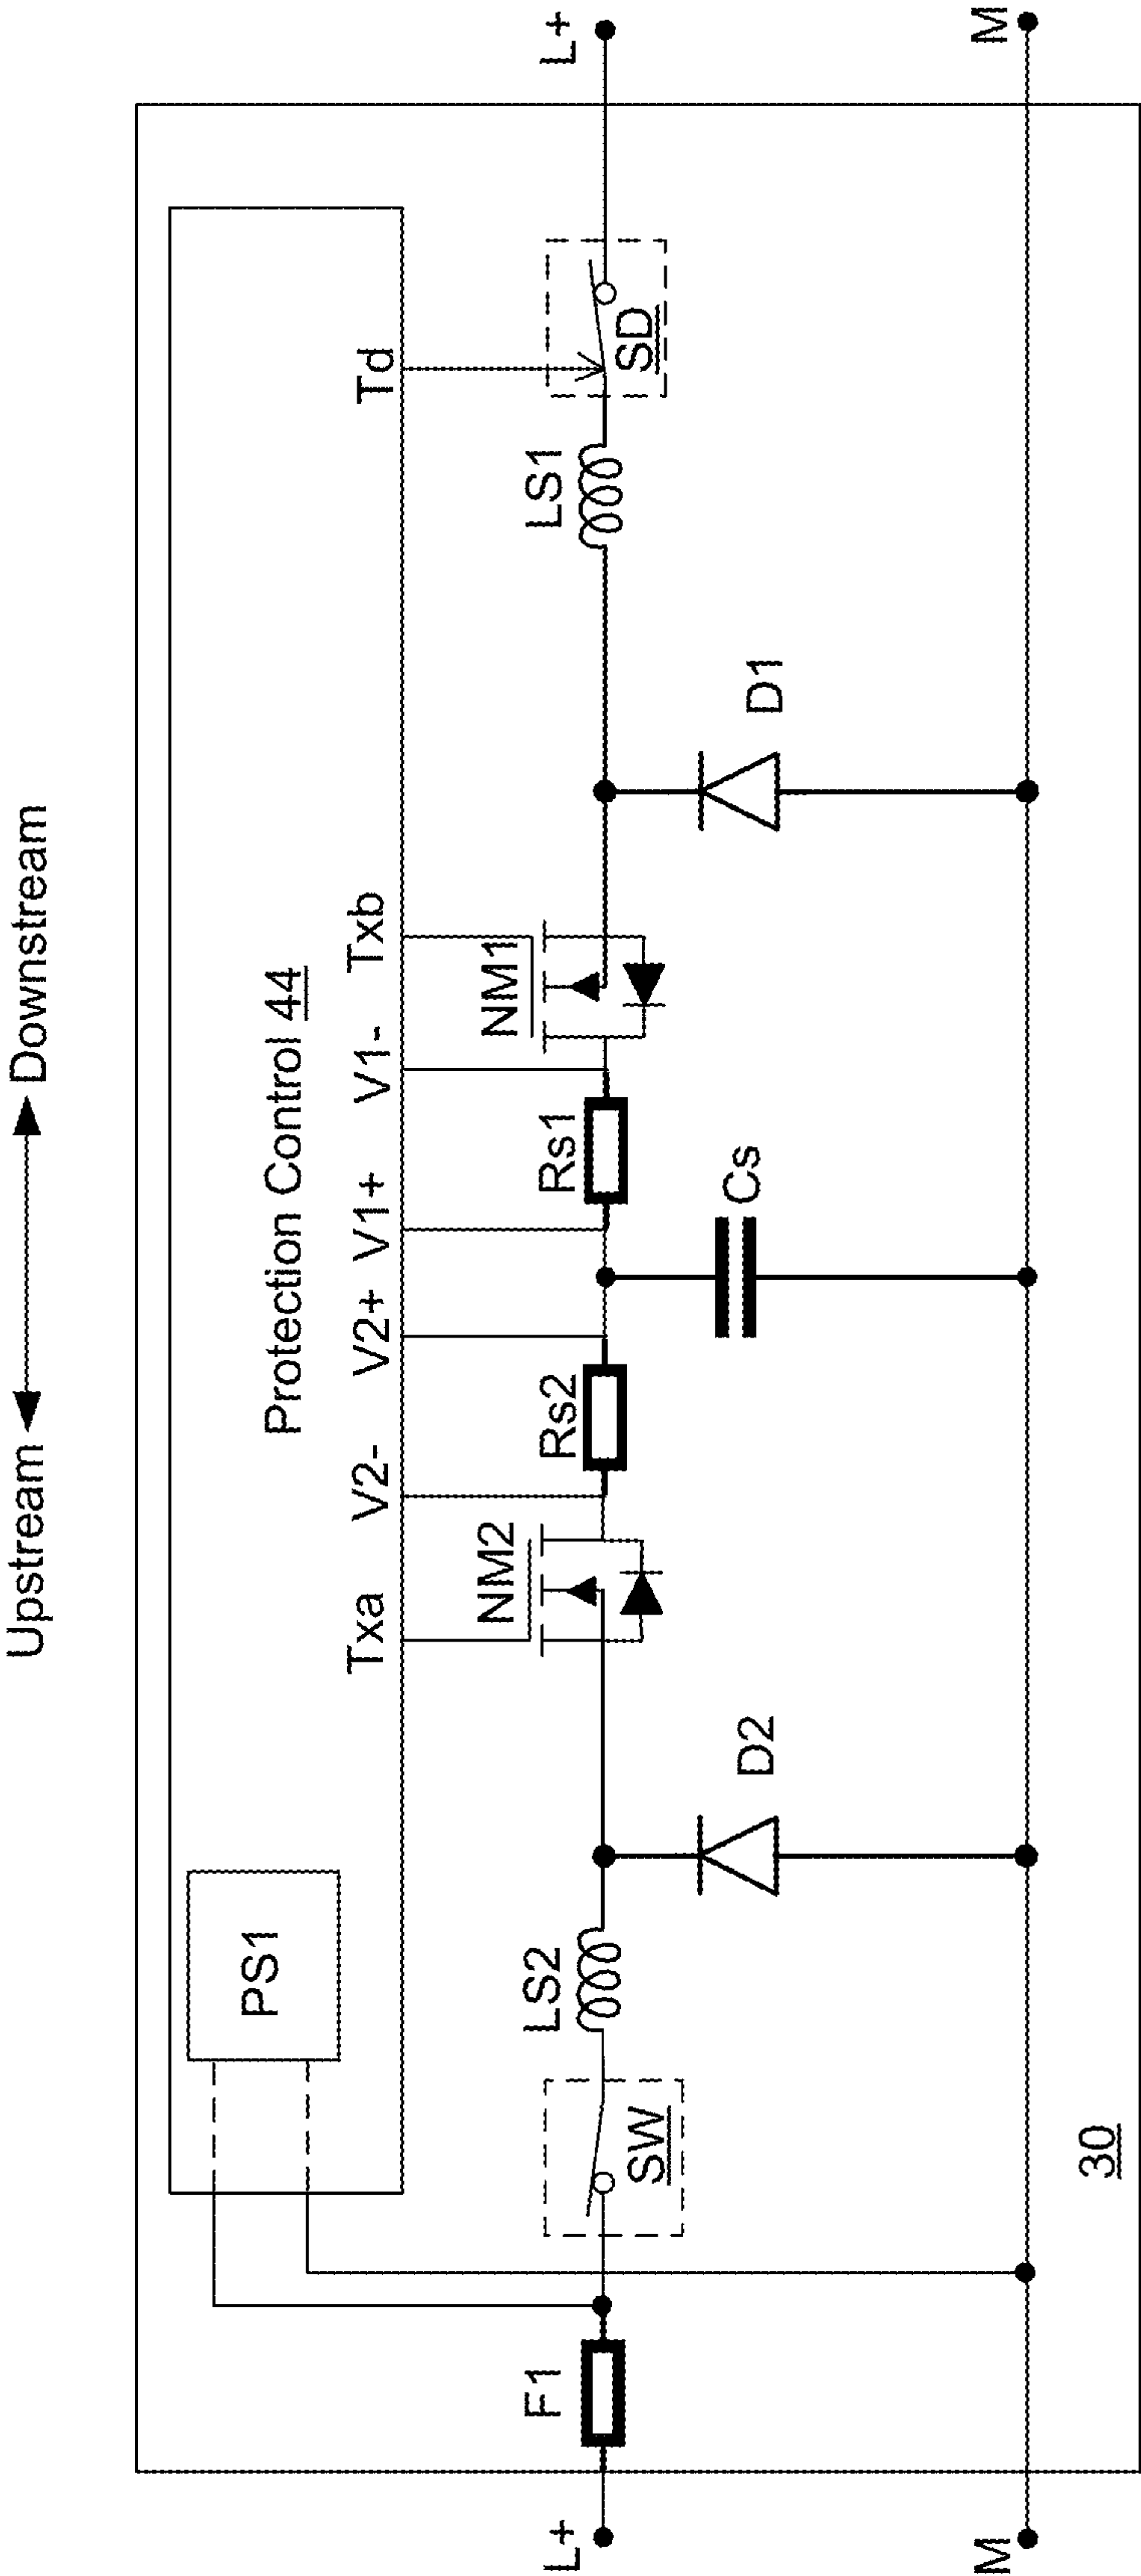 Upstream Downstream
Protection Control 44
PS1
Txa V2- V2+ V1+ V1- Txb Td
NM2 NM1
F1 LS2 Rs2 Rs1 LS1
L+ L+
SW SD
D2 Cs D1
M M
30